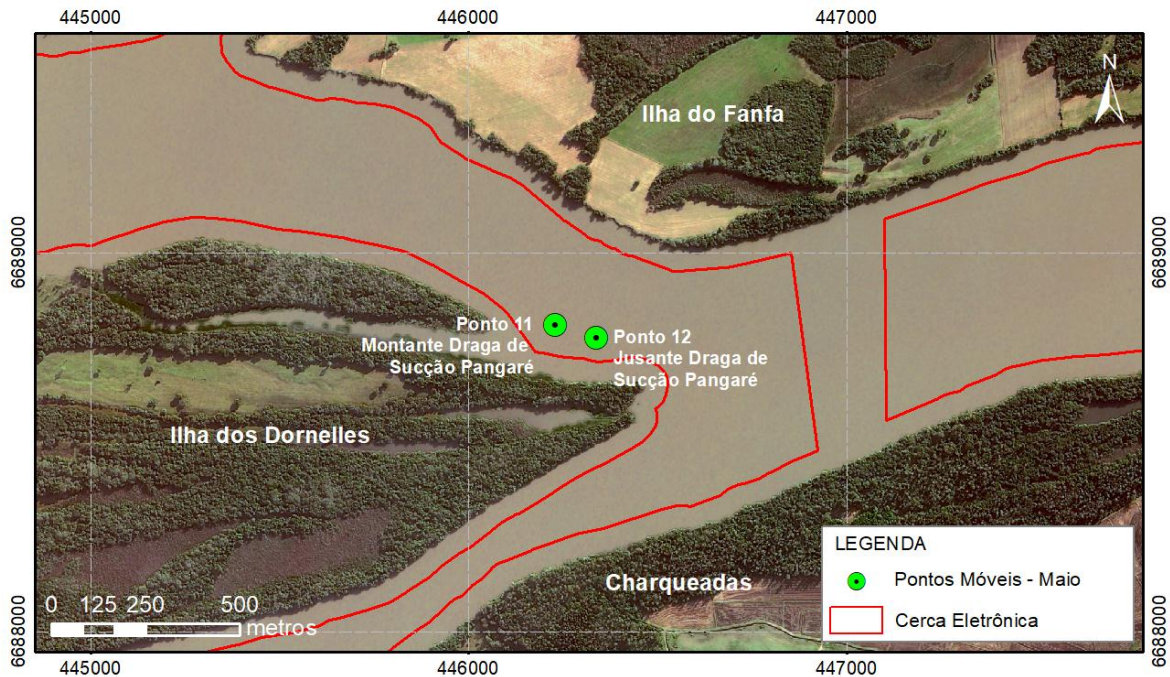 445000
446000
447000
N
Ilha do Fanfa
6689000
6689000
Ponto 11
Montante Draga de
Sucção Pangaré
Ponto 12
Jusante Draga de
Sucção Pangaré
Ilha dos Dornelles
Charqueadas
LEGENDA
Pontos Móveis - Maio
Cerca Eletrônica
0 125 250 500
metros
6688000
6688000
445000
446000
447000